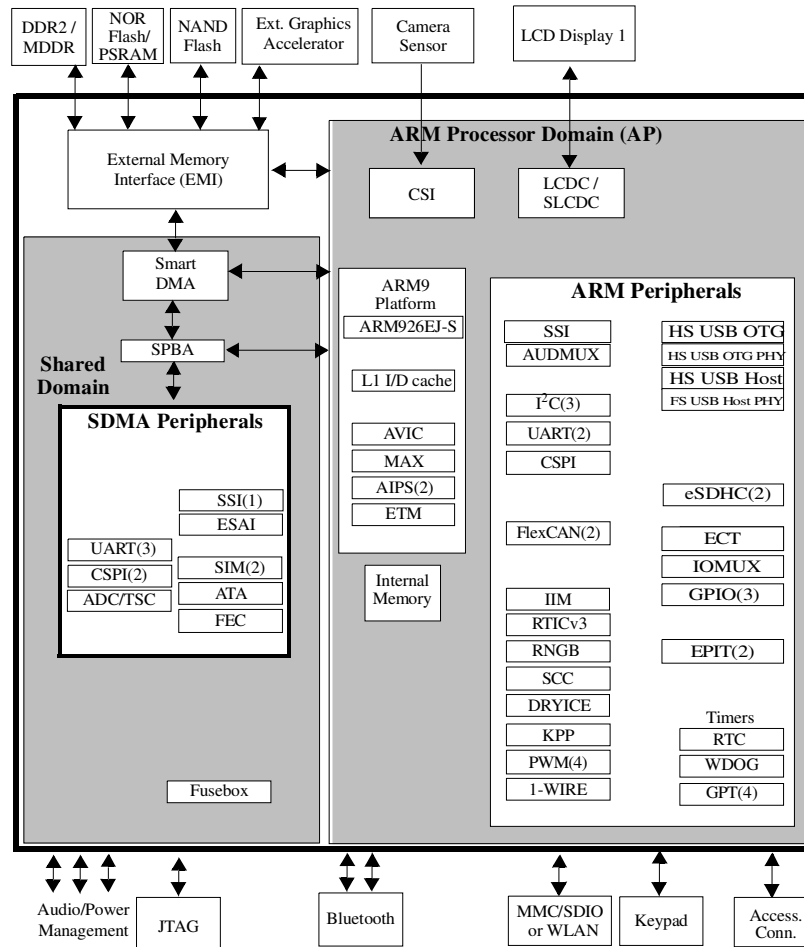 DDR2 /
MDDR
NOR
Flash/
PSRAM
NAND
Flash
Ext. Graphics
Accelerator
Camera
Sensor
LCD Display 1
External Memory
Interface (EMI)
ARM Processor Domain (AP)
CSI
LCDC /
SLCDC
Smart
DMA
SPBA
Shared
Domain
SDMA Peripherals
SSI(1)
ESAI
UART(3)
CSPI(2)
ADC/TSC
SIM(2)
ATA
FEC
Fusebox
ARM9
Platform
ARM926EJ-S
L1 I/D cache
AVIC
MAX
AIPS(2)
ETM
Internal
Memory
ARM Peripherals
SSI
AUDMUX
I²C(3)
UART(2)
CSPI
FlexCAN(2)
IIM
RTICv3
RNGB
SCC
DRYICE
KPP
PWM(4)
1-WIRE
HS USB OTG
HS USB OTG PHY
HS USB Host
FS USB Host PHY
eSDHC(2)
ECT
IOMUX
GPIO(3)
EPIT(2)
Timers
RTC
WDOG
GPT(4)
Audio/Power
Management
JTAG
Bluetooth
MMC/SDIO
or WLAN
Keypad
Access.
Conn.